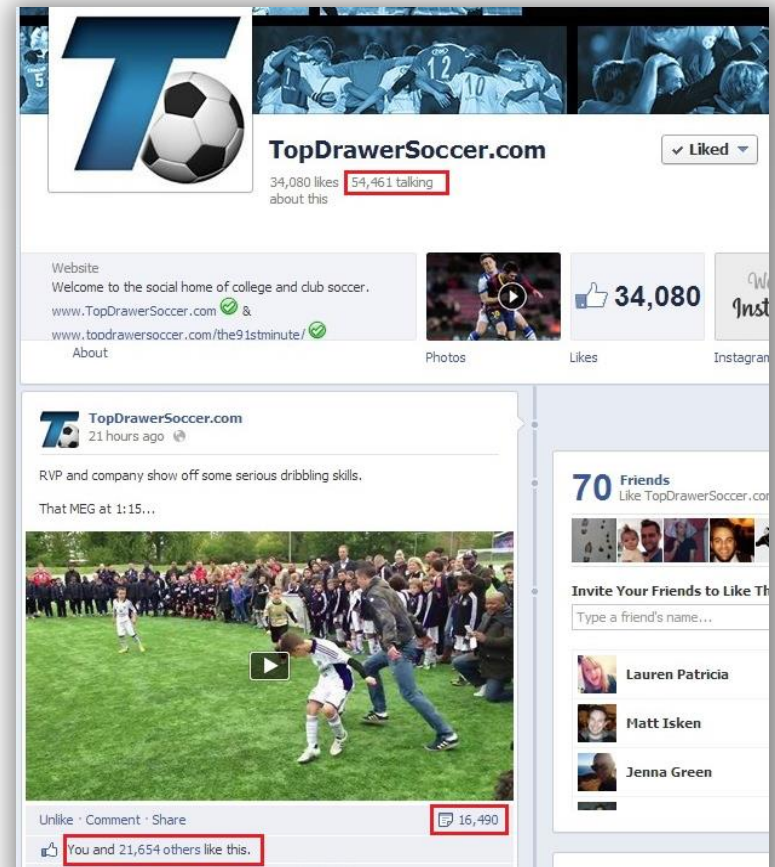 5
12
10
TopDrawerSoccer.com
Liked
34,080 likes 54,461 talking
about this
Website
Welcome to the social home of college and club soccer.
www.TopDrawerSoccer.com &
www.topdrawersoccer.com/the91stminute/
About
34,080
Photos
Likes
Instagram
TopDrawerSoccer.com
21 hours ago
RVP and company show off some serious dribbling skills.
That MEG at 1:15...
Unlike · Comment · Share
16,490
You and 21,654 others like this.
70 Friends
Like TopDrawerSoccer.com
Invite Your Friends to Like Th
Type a friend's name...
Lauren Patricia
Matt Isken
Jenna Green